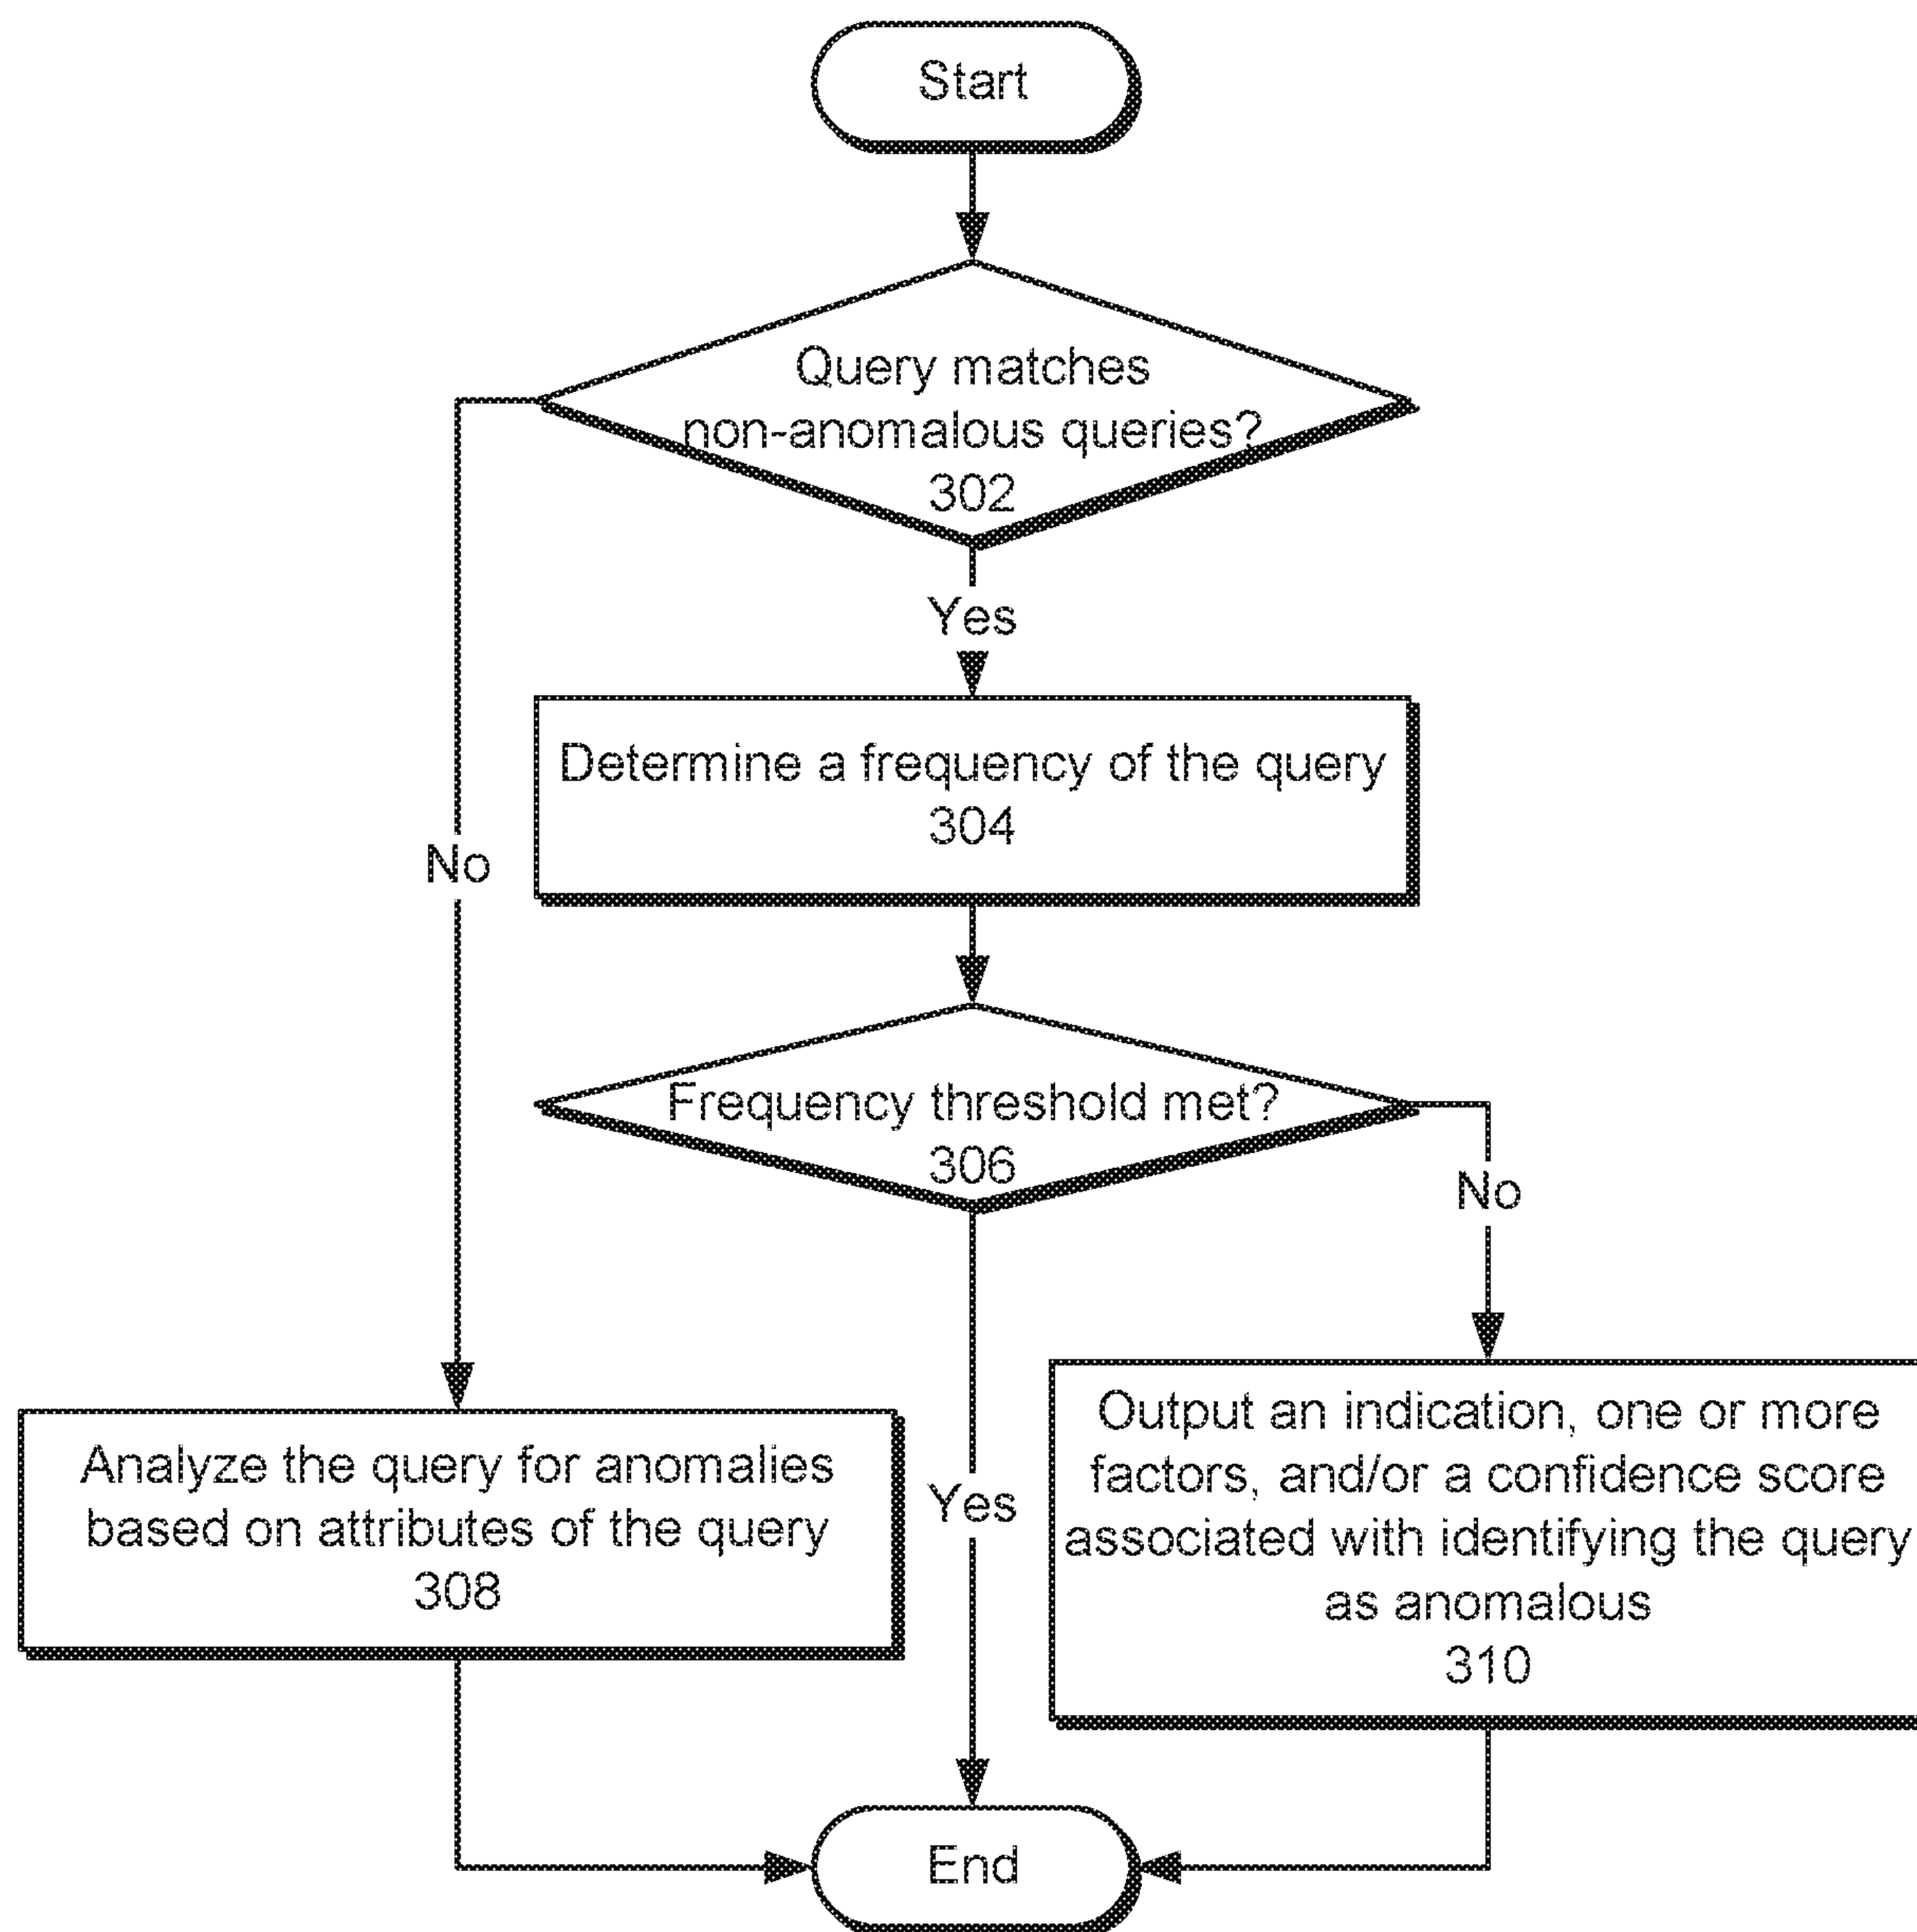 Start
Query matches
non-anomalous queries?
302
Yes
Determine a frequency of the query
304
No
Frequency threshold met?
306
No
Analyze the query for anomalies
based on attributes of the query
308
Yes
Output an indication, one or more
factors, and/or a confidence score
associated with identifying the query
as anomalous
310
End